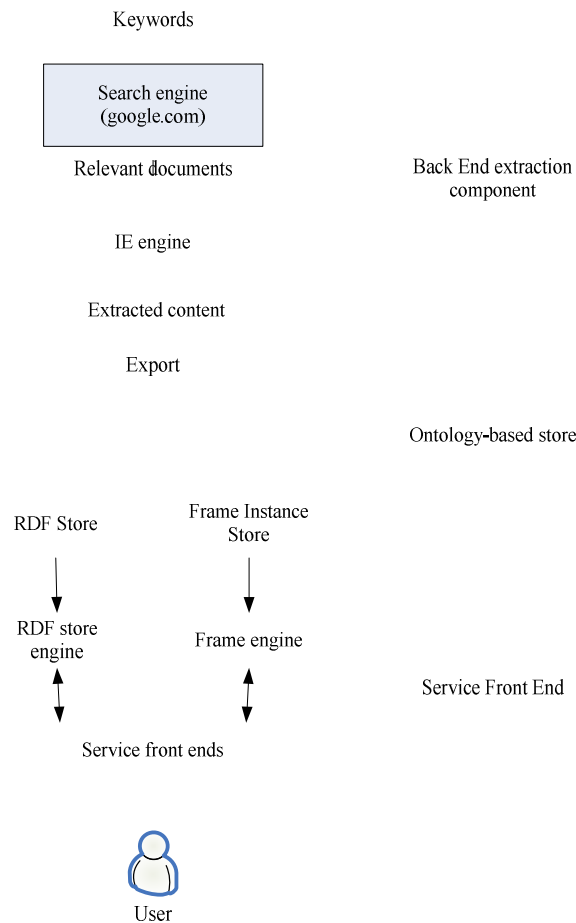 Keywords
Search engine
(google.com)
Relevant documents
Back End extraction
component
IE engine
Extracted content
Export
Ontology-based store
RDF Store
Frame Instance
Store
RDF store
engine
Frame engine
Service Front End
Service front ends
User